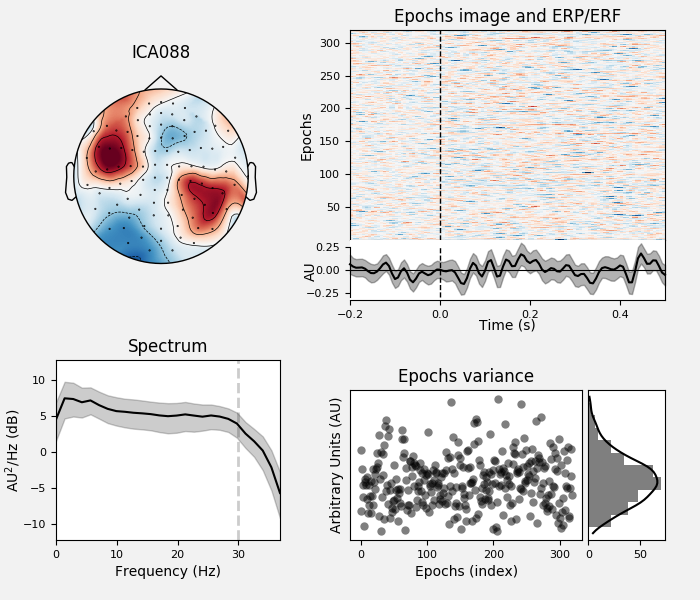 ICA088
Epochs image and ERP/ERF
Epochs
300
250
200
150
100
50
AU
0.25
0.00
−0.25
−0.2
0.0
0.2
0.4
Time (s)
Spectrum
AU²/Hz (dB)
10
5
0
−5
−10
0
10
20
30
Frequency (Hz)
Epochs variance
Arbitrary Units (AU)
0
100
200
300
Epochs (index)
0
50